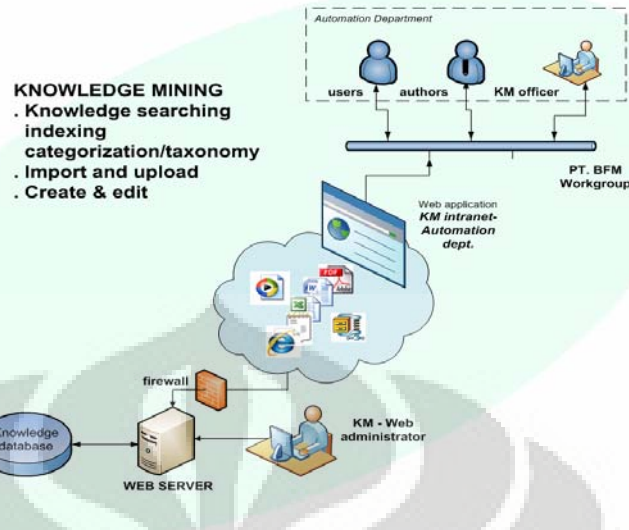 Automation Department
users
authors
KM officer
KNOWLEDGE MINING
. Knowledge searching
indexing
categorization/taxonomy
. Import and upload
. Create & edit
PT. BFM
Workgroup
Web application
KM intranet-
Automation
dept.
PDF
W
firewall
Knowledge
database
WEB SERVER
KM - Web
administrator